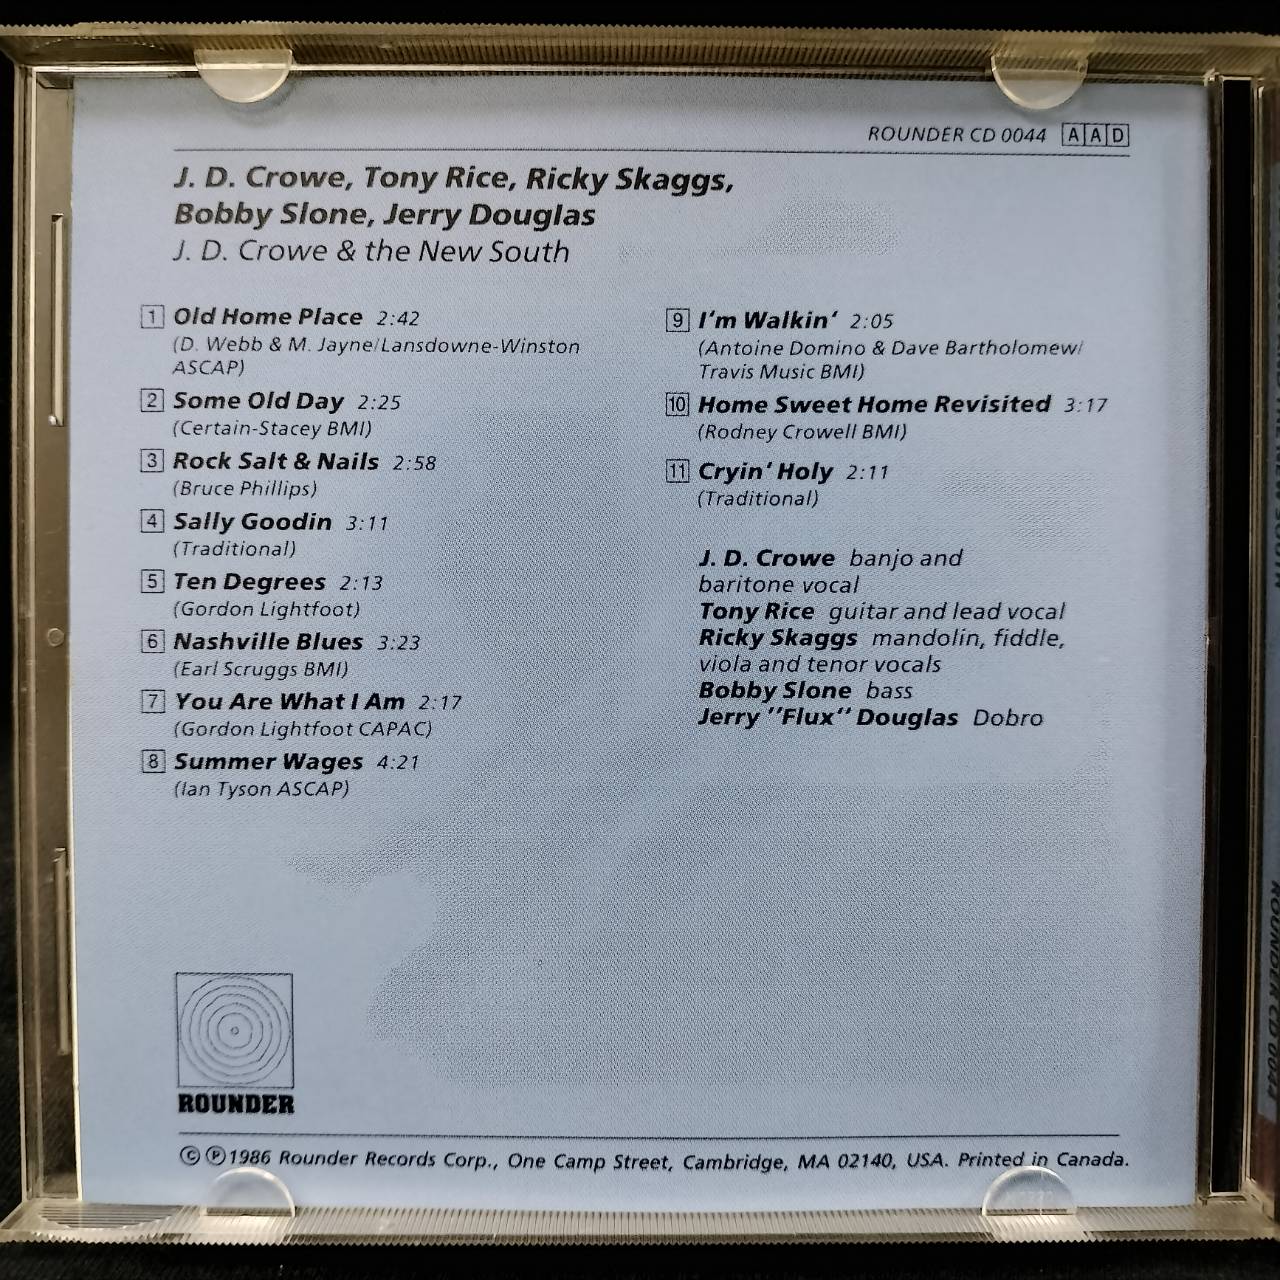 ROUNDER CD 0044 AAD
J. D. Crowe, Tony Rice, Ricky Skaggs,
Bobby Slone, Jerry Douglas
J. D. Crowe & the New South
1 Old Home Place 2:42
(D. Webb & M. Jayne/Lansdowne-Winston
ASCAP)
2 Some Old Day 2:25
(Certain-Stacey BMI)
3 Rock Salt & Nails 2:58
(Bruce Phillips)
4 Sally Goodin 3:11
(Traditional)
5 Ten Degrees 2:13
(Gordon Lightfoot)
6 Nashville Blues 3:23
(Earl Scruggs BMI)
7 You Are What I Am 2:17
(Gordon Lightfoot CAPAC)
8 Summer Wages 4:21
(Ian Tyson ASCAP)
9 I'm Walkin' 2:05
(Antoine Domino & Dave Bartholomew/
Travis Music BMI)
10 Home Sweet Home Revisited 3:17
(Rodney Crowell BMI)
11 Cryin' Holy 2:11
(Traditional)
J. D. Crowe banjo and
baritone vocal
Tony Rice guitar and lead vocal
Ricky Skaggs mandolin, fiddle,
viola and tenor vocals
Bobby Slone bass
Jerry "Flux" Douglas Dobro
ROUNDER
© ℗ 1986 Rounder Records Corp., One Camp Street, Cambridge, MA 02140, USA. Printed in Canada.
ROUNDER CD 0044